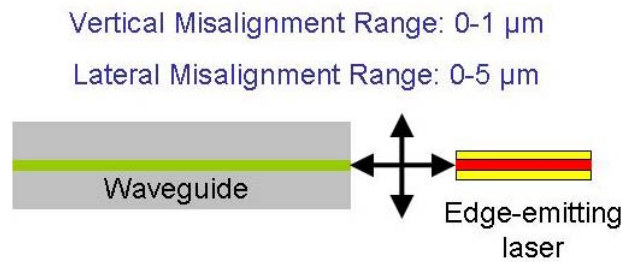 Vertical Misalignment Range: 0-1 µm
Lateral Misalignment Range: 0-5 µm
Waveguide
Edge-emitting
laser